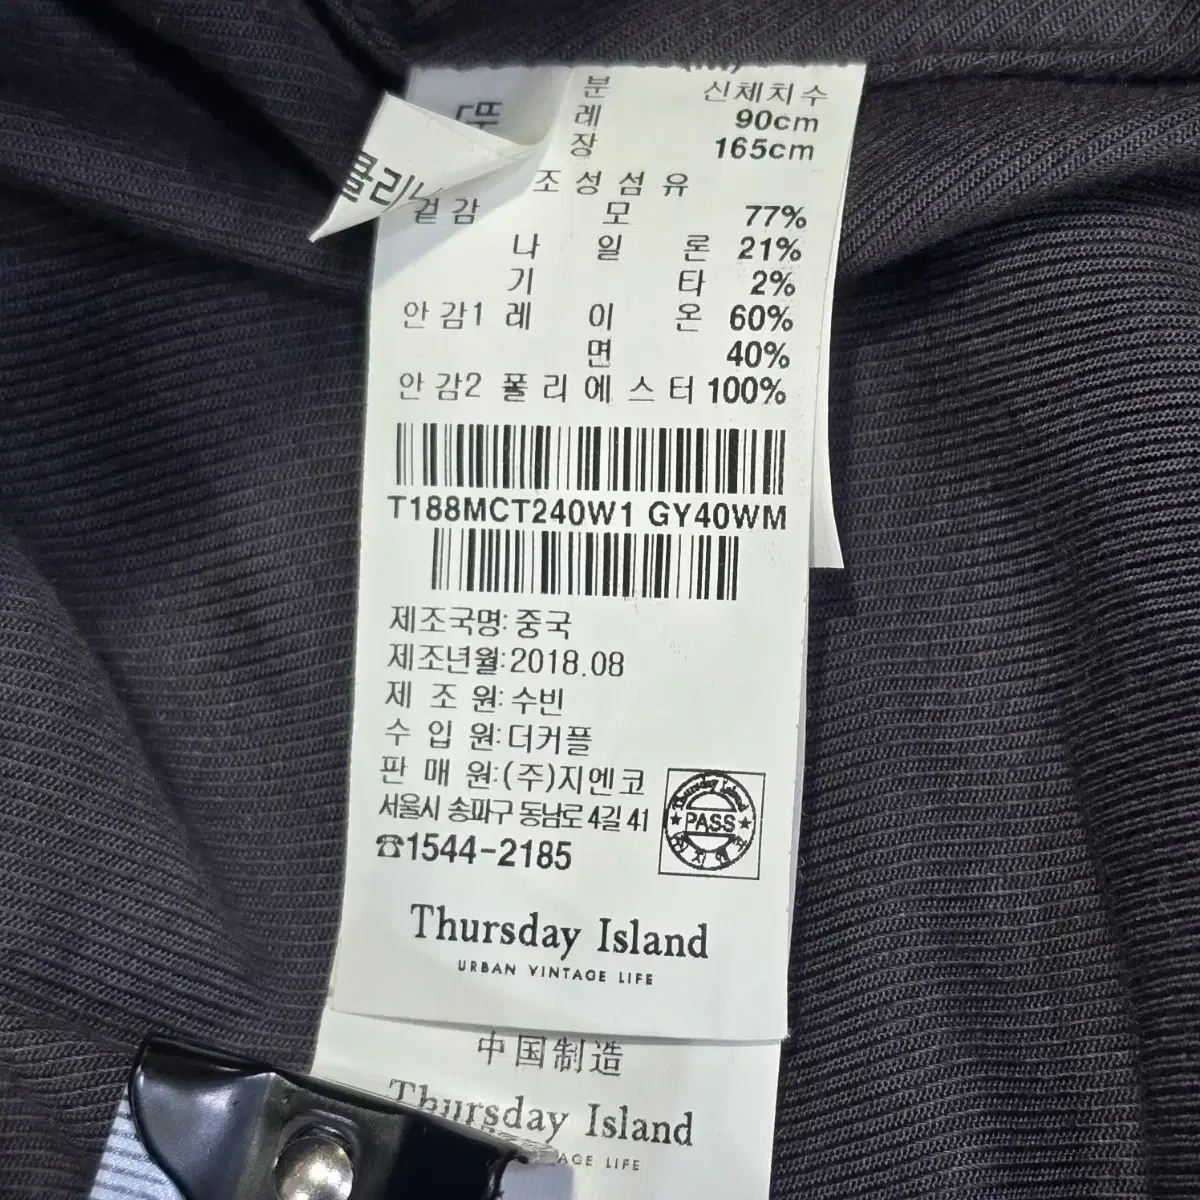 분 신체치수
레 90cm
장 165cm
조성섬유
겉감 모 77%
나일론 21%
기타 2%
안감1 레이온 60%
면 40%
안감2 폴리에스터 100%
T188MCT240W1 GY40WM
제조국명: 중국
제조년월:2018.08
제조원: 수빈
수입원:더커플
판매원:(주)지엔코
서울시 송파구 동남로 4길 41
☎1544-2185
Thursday Island
★PASS★
Thursday Island
URBAN VINTAGE LIFE
中国制造
Thursday Island
AGE LIFE